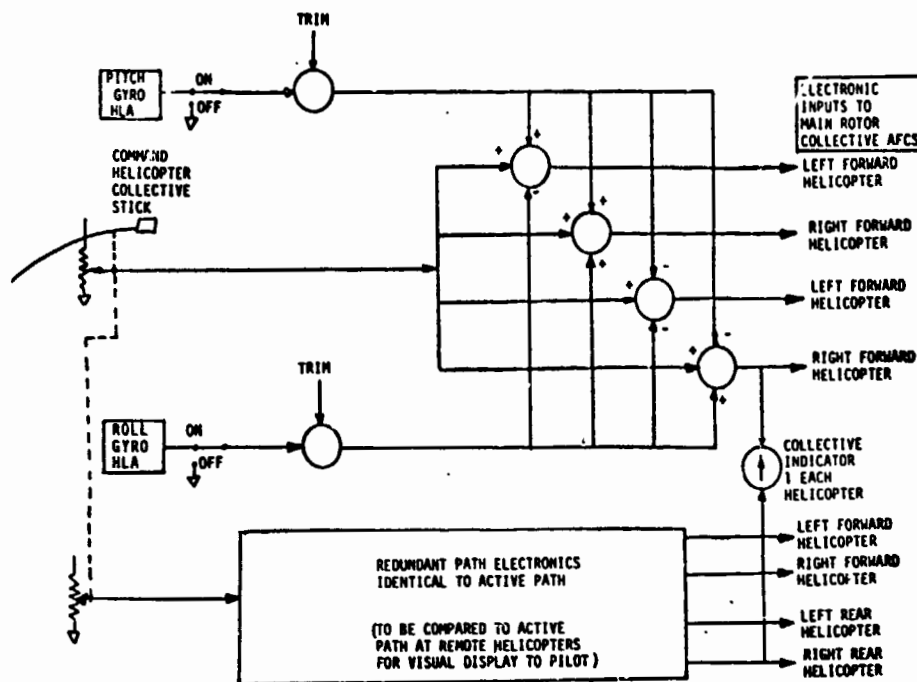 TRIM
PITCH
GYRO
HLA
ON
OFF
ELECTRONIC
INPUTS TO
MAIN ROTOR
COLLECTIVE AFCS
COMMAND
HELICOPTER
COLLECTIVE
STICK
+
+
-
LEFT FORWARD
HELICOPTER
+
+
+
RIGHT FORWARD
HELICOPTER
+
-
-
LEFT FORWARD
HELICOPTER
+
-
+
RIGHT FORWARD
HELICOPTER
TRIM
ROLL
GYRO
HLA
ON
OFF
COLLECTIVE
INDICATOR
1 EACH
HELICOPTER
REDUNDANT PATH ELECTRONICS
IDENTICAL TO ACTIVE PATH
(TO BE COMPARED TO ACTIVE
PATH AT REMOTE HELICOPTERS
FOR VISUAL DISPLAY TO PILOT)
LEFT FORWARD
HELICOPTER
RIGHT FORWARD
HELICOPTER
LEFT REAR
HELICOPTER
RIGHT REAR
HELICOPTER